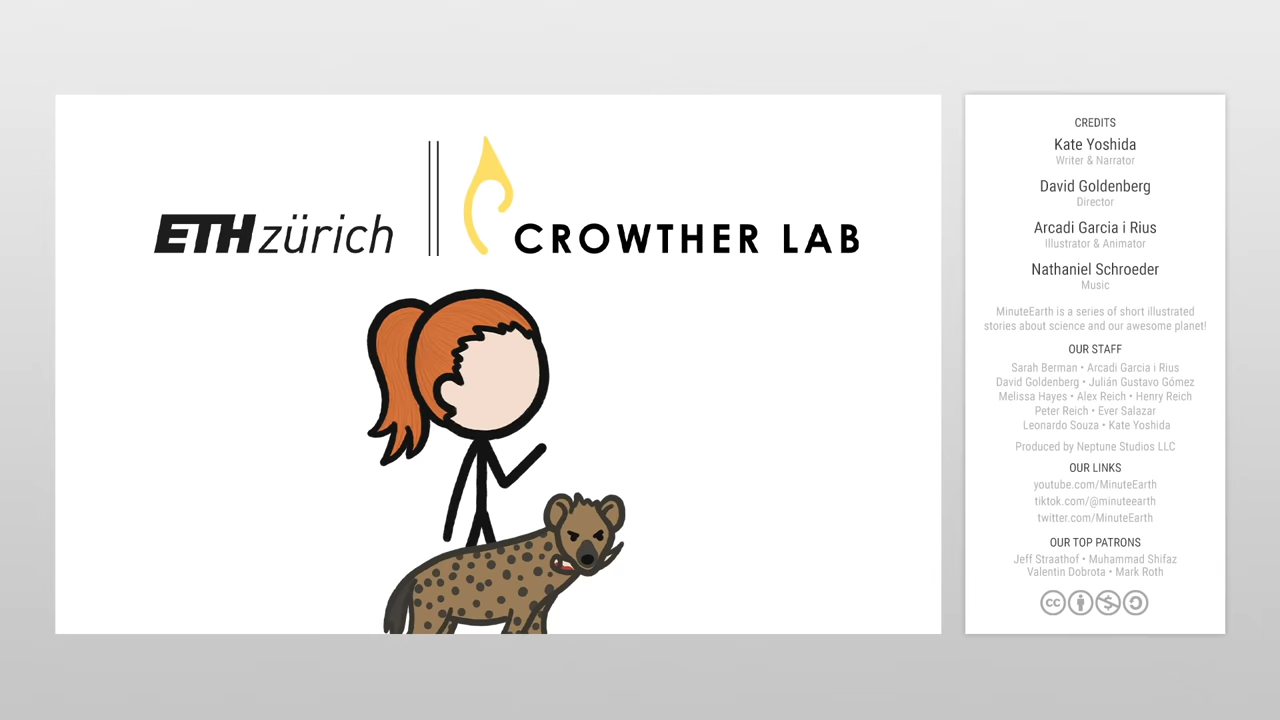 ETH zürich
CROWTHER LAB
CREDITS
Kate Yoshida
Writer & Narrator
David Goldenberg
Director
Arcadi Garcia i Rius
Illustrator & Animator
Nathaniel Schroeder
Music
MinuteEarth is a series of short illustrated
stories about science and our awesome planet!
OUR STAFF
Sarah Berman • Arcadi Garcia i Rius
David Goldenberg • Julián Gustavo Gómez
Melissa Hayes • Alex Reich • Henry Reich
Peter Reich • Ever Salazar
Leonardo Souza • Kate Yoshida
Produced by Neptune Studios LLC
OUR LINKS
youtube.com/MinuteEarth
tiktok.com/@minuteearth
twitter.com/MinuteEarth
OUR TOP PATRONS
Jeff Straathof • Muhammad Shifaz
Valentin Dobrota • Mark Roth
cc